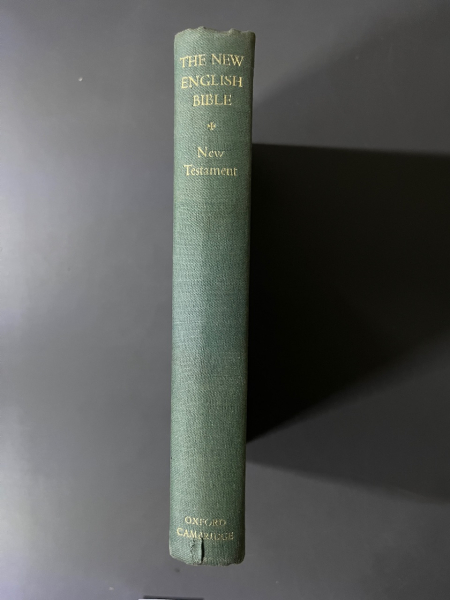 THE NEW
ENGLISH
BIBLE
New
Testament
OXFORD
CAMBRIDGE